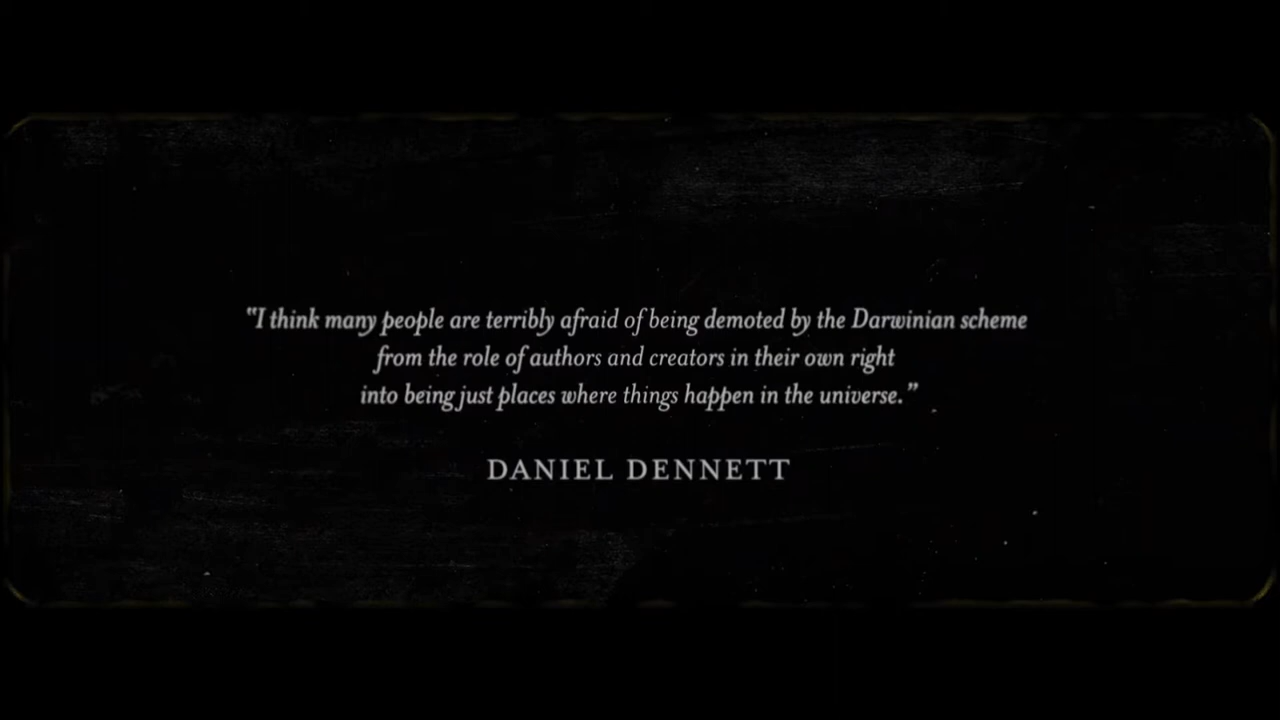 "I think many people are terribly afraid of being demoted by the Darwinian scheme
from the role of authors and creators in their own right
into being just places where things happen in the universe."
DANIEL DENNETT